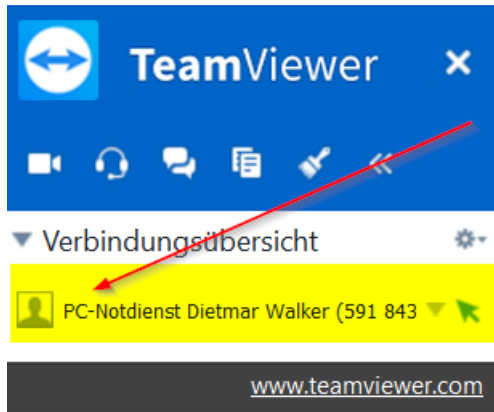 TeamViewer
Verbindungsübersicht
PC-Notdienst Dietmar Walker (591 843
www.teamviewer.com